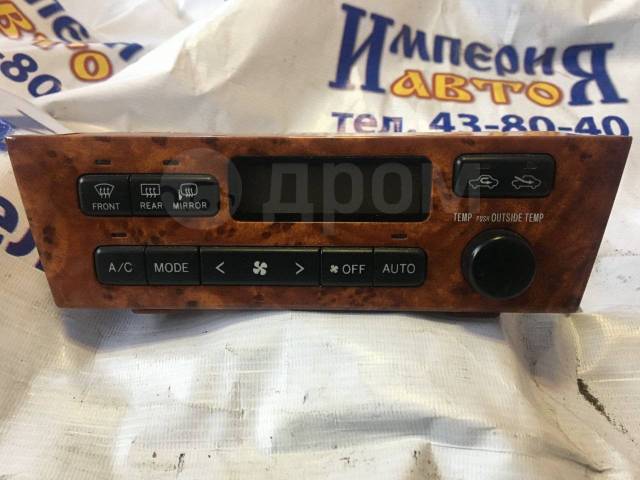 Империя
авто
тел. 43-80-40
дром
FRONT REAR MIRROR
TEMP PUSH OUTSIDE TEMP
A/C MODE < > OFF AUTO